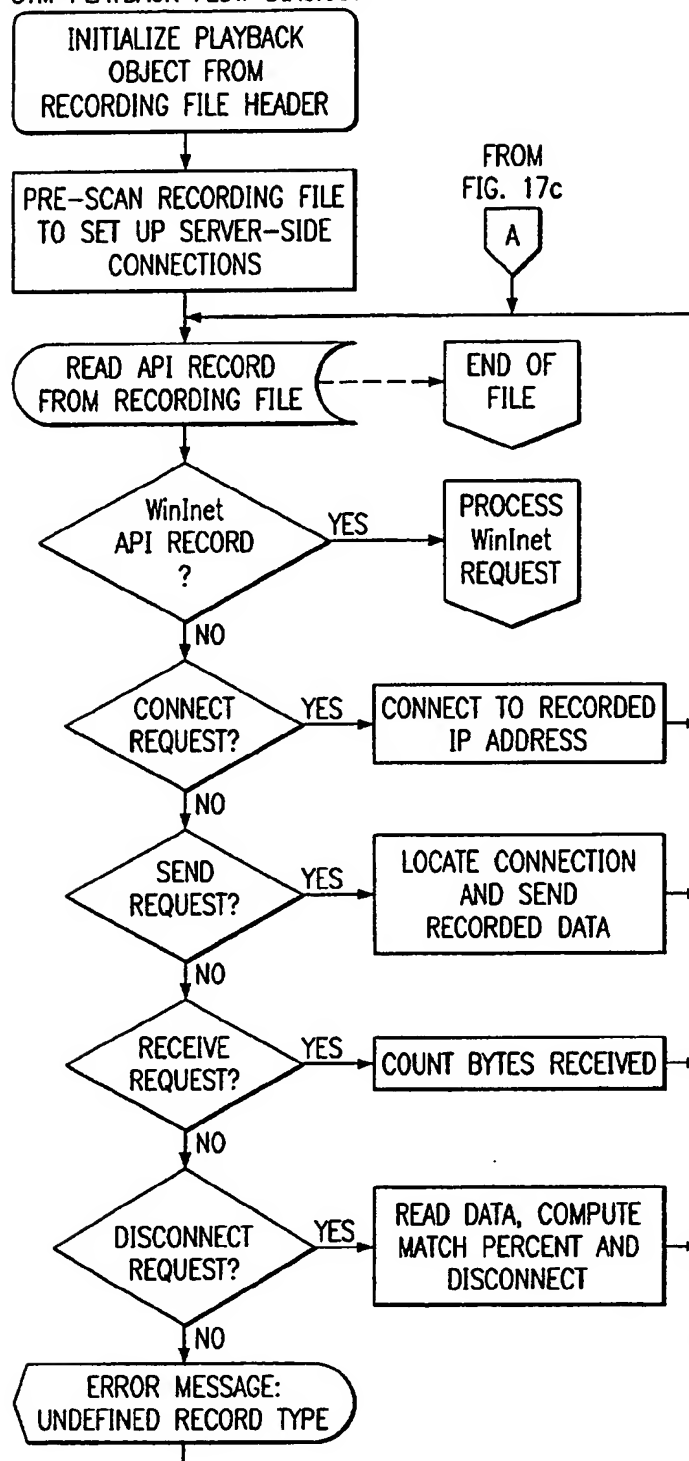 INITIALIZE PLAYBACK
OBJECT FROM
RECORDING FILE HEADER
PRE-SCAN RECORDING FILE
TO SET UP SERVER-SIDE
CONNECTIONS
FROM
FIG. 17c
A
READ API RECORD
FROM RECORDING FILE
END OF
FILE
WinInet
API RECORD
?
YES
PROCESS
WinInet
REQUEST
NO
CONNECT
REQUEST?
YES
CONNECT TO RECORDED
IP ADDRESS
NO
SEND
REQUEST?
YES
LOCATE CONNECTION
AND SEND
RECORDED DATA
NO
RECEIVE
REQUEST?
YES
COUNT BYTES RECEIVED
NO
DISCONNECT
REQUEST?
YES
READ DATA, COMPUTE
MATCH PERCENT AND
DISCONNECT
NO
ERROR MESSAGE:
UNDEFINED RECORD TYPE